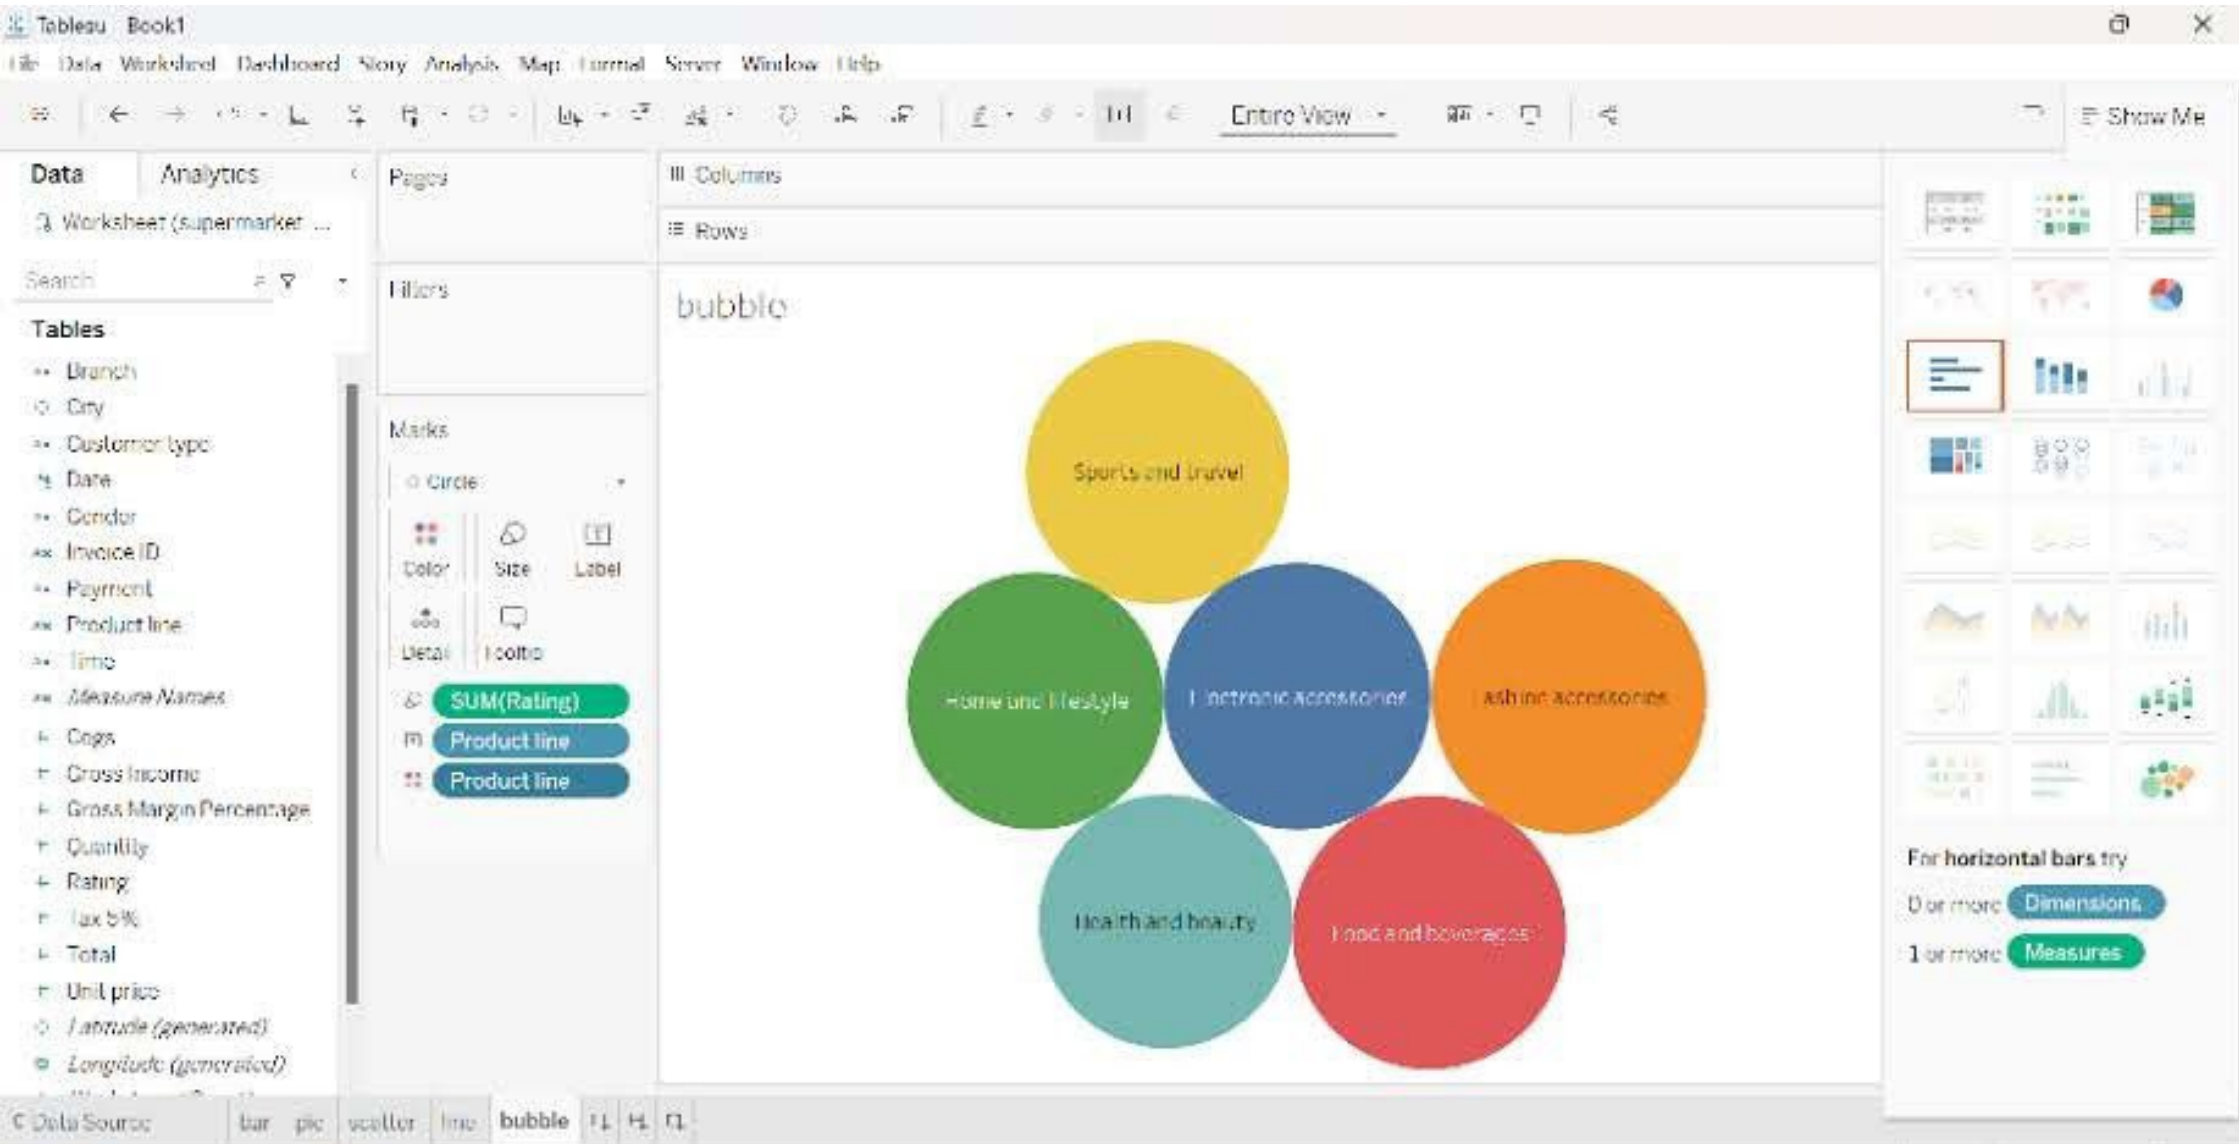 Tableau Book1
File Data Worksheet Dashboard Story Analysis Map Format Server Window Help
Entire View
Show Me
Data Analytics
Worksheet (supermarket ...
Search
Tables
Branch
City
Customer type
Date
Gender
Invoice ID
Payment
Product line
Time
Measure Names
Cogs
Gross Income
Gross Margin Percentage
Quantity
Rating
Tax 5%
Total
Unit price
Latitude (generated)
Longitude (generated)
Pages
Filters
Marks
Circle
Color Size Label
Detail Tooltip
SUM(Rating)
Product line
Product line
Columns
Rows
bubble
Sports and travel
Home and lifestyle
Electronic accessories
Fashion accessories
Health and beauty
Food and beverages
For horizontal bars try
0 or more Dimensions
1 or more Measures
Data Source bar pie scatter line bubble